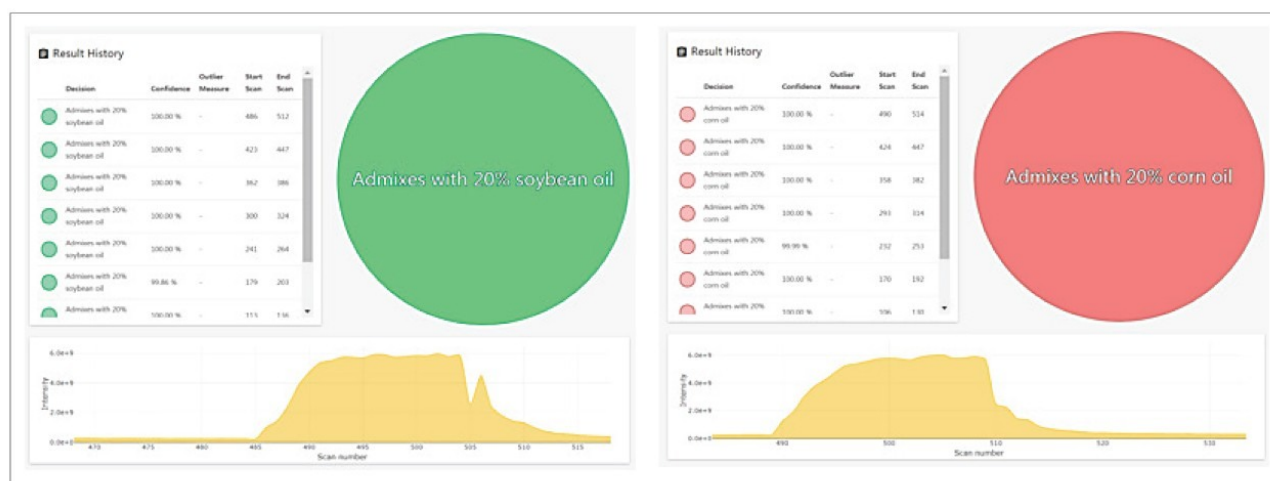 Result History
Decision Confidence Outlier Measure Start Scan End Scan
Admixes with 20% soybean oil 100.00 % - 486 512
Admixes with 20% soybean oil 100.00 % - 423 447
Admixes with 20% soybean oil 100.00 % - 362 386
Admixes with 20% soybean oil 100.00 % - 300 324
Admixes with 20% soybean oil 100.00 % - 241 264
Admixes with 20% soybean oil 99.86 % - 179 203
Admixes with 20% 100.00 %
Admixes with 20% soybean oil
6.0e+9
4.0e+9
2.0e+9
0.0e+0
Intensity
470 475 480 485 490 495 500 505 510 515
Scan number
Result History
Decision Confidence Outlier Measure Start Scan End Scan
Admixes with 20% corn oil 100.00 % - 490 514
Admixes with 20% corn oil 100.00 % - 424 447
Admixes with 20% corn oil 100.00 % - 358 382
Admixes with 20% corn oil 100.00 % - 293 314
Admixes with 20% corn oil 99.99 % - 232 253
Admixes with 20% corn oil 100.00 % - 170 192
Admixes with 20% corn oil 100.00 %
Admixes with 20% corn oil
6.0e+9
4.0e+9
2.0e+9
0.0e+0
Intensity
490 500 510 520 530
Scan number